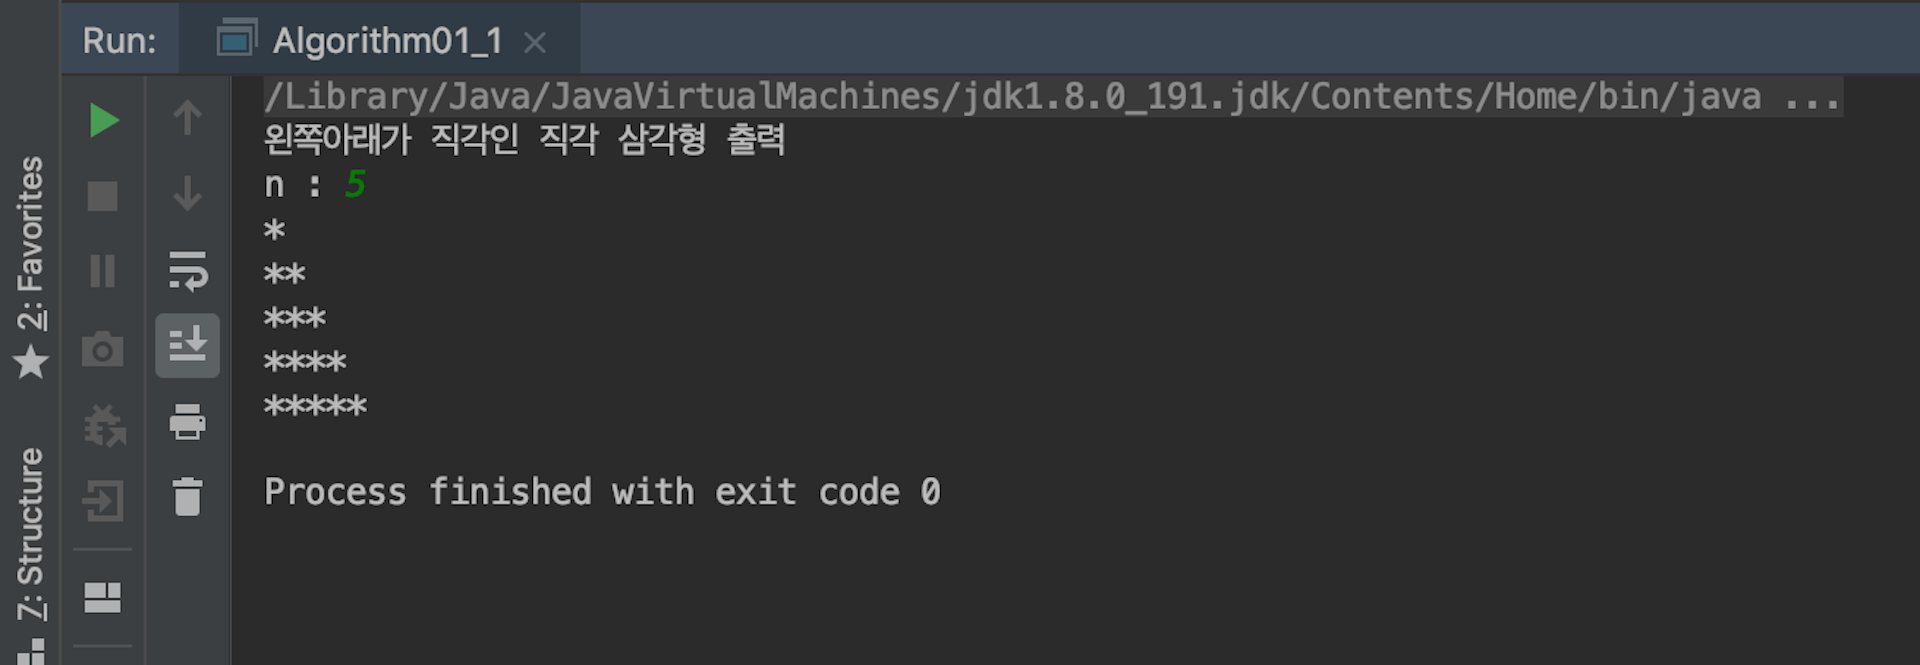 Run: Algorithm01_1
/Library/Java/JavaVirtualMachines/jdk1.8.0_191.jdk/Contents/Home/bin/java ...
왼쪽아래가 직각인 직각 삼각형 출력
n : 5
*
**
***
****
*****
Process finished with exit code 0
2: Favorites
7: Structure